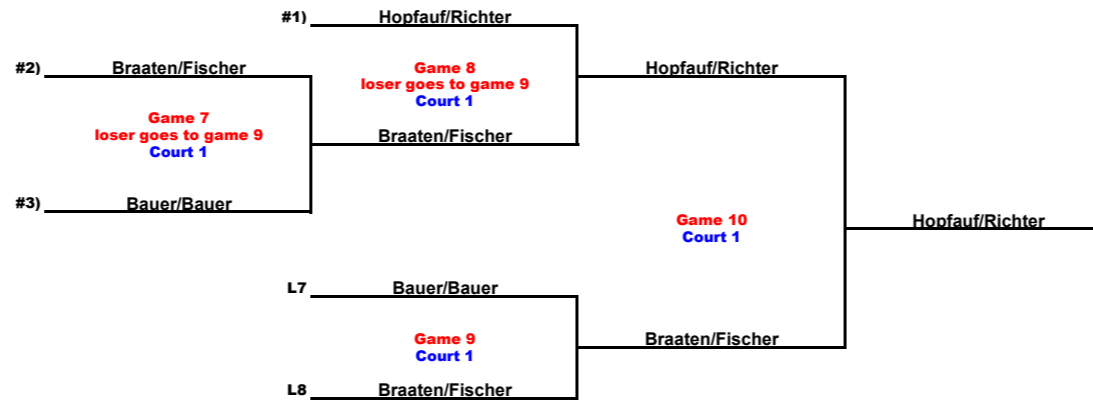 #1) Hopfauf/Richter
#2) Braaten/Fischer
Game 8
loser goes to game 9
Court 1
Hopfauf/Richter
Game 7
loser goes to game 9
Court 1
Braaten/Fischer
#3) Bauer/Bauer
Game 10
Court 1
Hopfauf/Richter
L7 Bauer/Bauer
Game 9
Court 1
Braaten/Fischer
L8 Braaten/Fischer